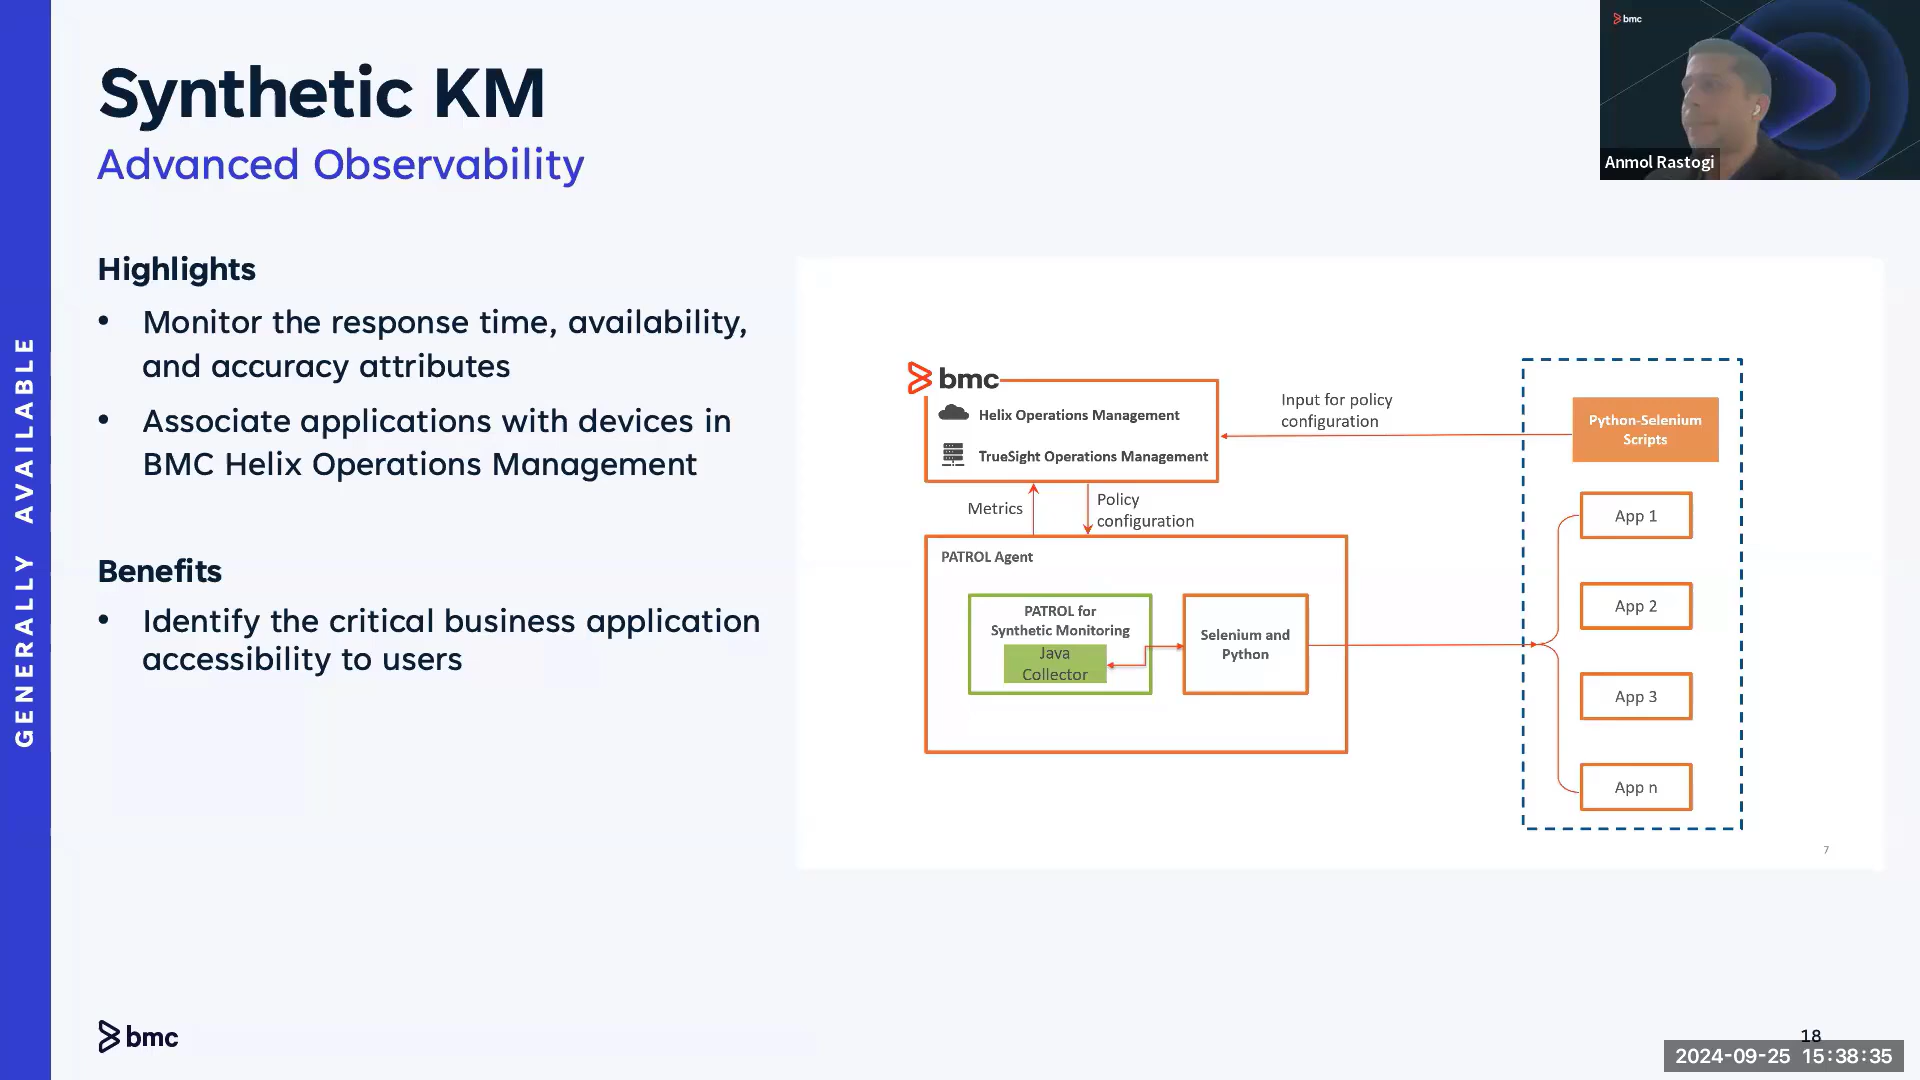 bmc
Anmol Rastogi
GENERALLY AVAILABLE
Synthetic KM
Advanced Observability
Highlights
• Monitor the response time, availability,
and accuracy attributes
• Associate applications with devices in
BMC Helix Operations Management
Benefits
• Identify the critical business application
accessibility to users
bmc
Helix Operations Management
TrueSight Operations Management
Input for policy
configuration
Python-Selenium
Scripts
Metrics
Policy
configuration
PATROL Agent
PATROL for
Synthetic Monitoring
Java
Collector
Selenium and
Python
App 1
App 2
App 3
App n
7
bmc
18
2024-09-25 15:38:35